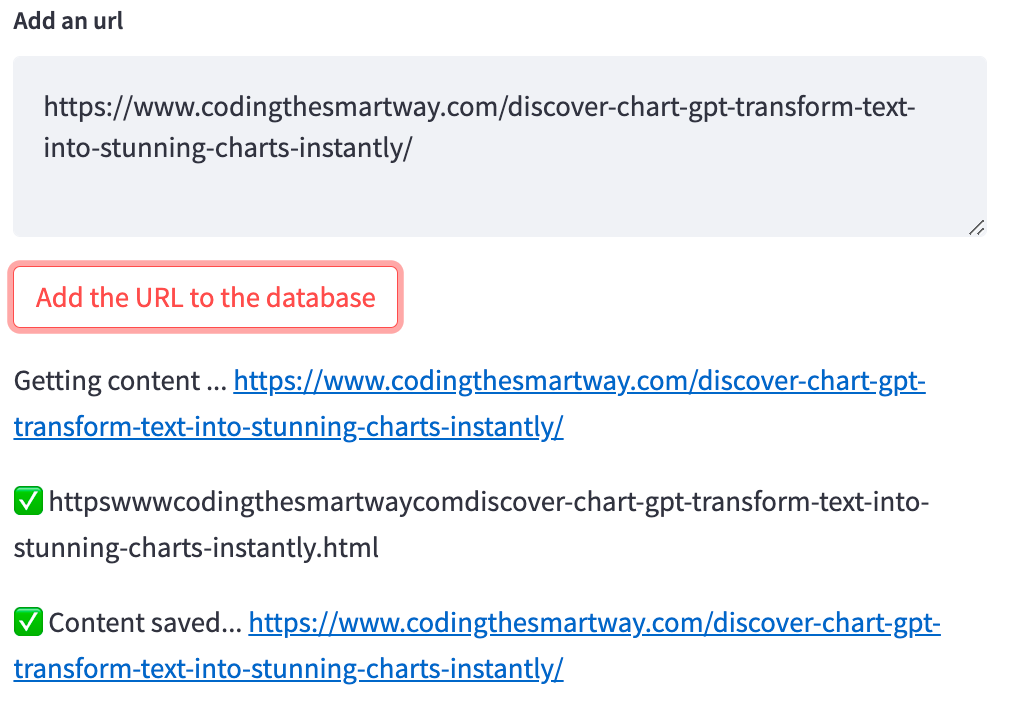 Add an url
https://www.codingthesmartway.com/discover-chart-gpt-transform-text-
into-stunning-charts-instantly/
Add the URL to the database
Getting content ... https://www.codingthesmartway.com/discover-chart-gpt-
transform-text-into-stunning-charts-instantly/
✅ httpswwwcodingthesmartwaycomdiscover-chart-gpt-transform-text-into-
stunning-charts-instantly.html
✅ Content saved... https://www.codingthesmartway.com/discover-chart-gpt-
transform-text-into-stunning-charts-instantly/